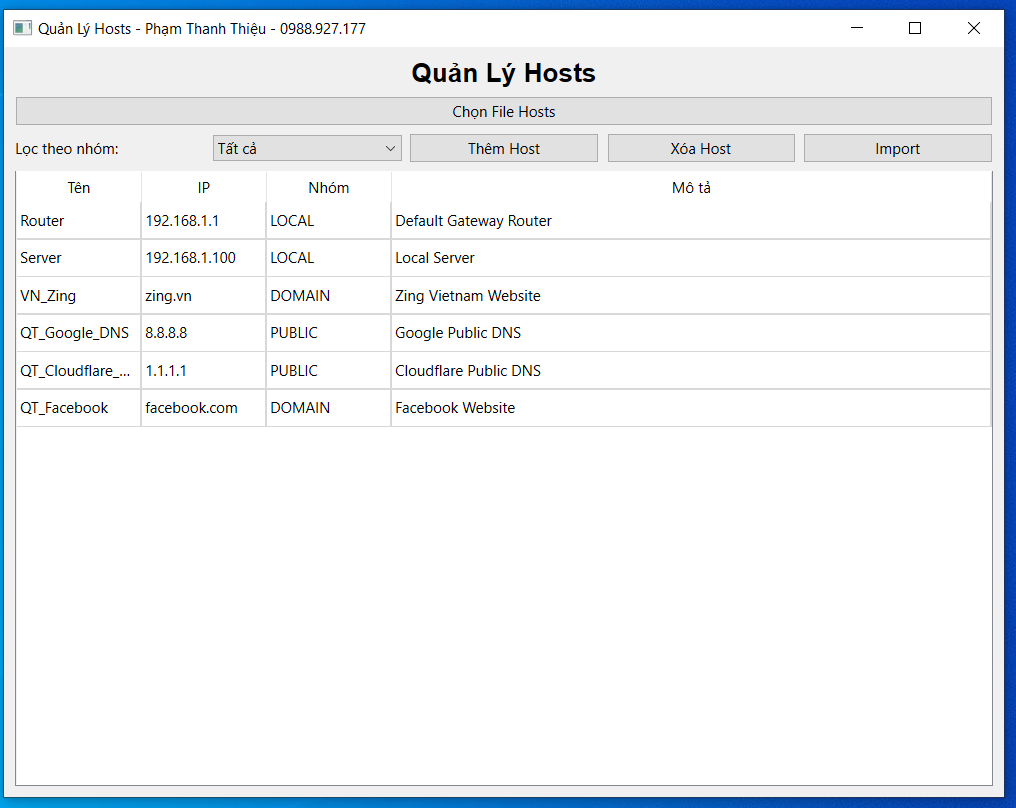 Quản Lý Hosts - Phạm Thanh Thiệu - 0988.927.177
Quản Lý Hosts
Chọn File Hosts
Lọc theo nhóm: Tất cả Thêm Host Xóa Host Import
Tên IP Nhóm Mô tả
Router 192.168.1.1 LOCAL Default Gateway Router
Server 192.168.1.100 LOCAL Local Server
VN_Zing zing.vn DOMAIN Zing Vietnam Website
QT_Google_DNS 8.8.8.8 PUBLIC Google Public DNS
QT_Cloudflare_... 1.1.1.1 PUBLIC Cloudflare Public DNS
QT_Facebook facebook.com DOMAIN Facebook Website